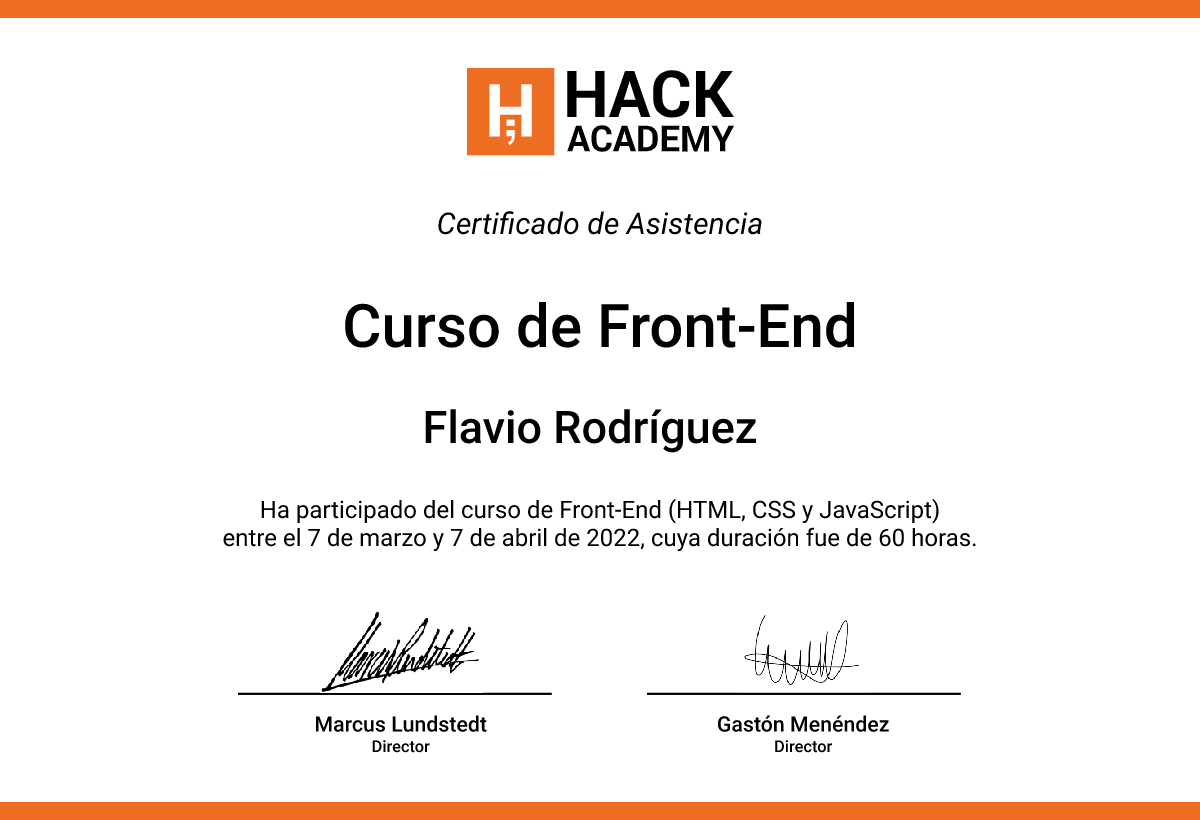 HACK
ACADEMY
Certificado de Asistencia
Curso de Front-End
Flavio Rodríguez
Ha participado del curso de Front-End (HTML, CSS y JavaScript)
entre el 7 de marzo y 7 de abril de 2022, cuya duración fue de 60 horas.
Marcus Lundstedt
Marcus Lundstedt
Director
Gastón Menéndez
Director